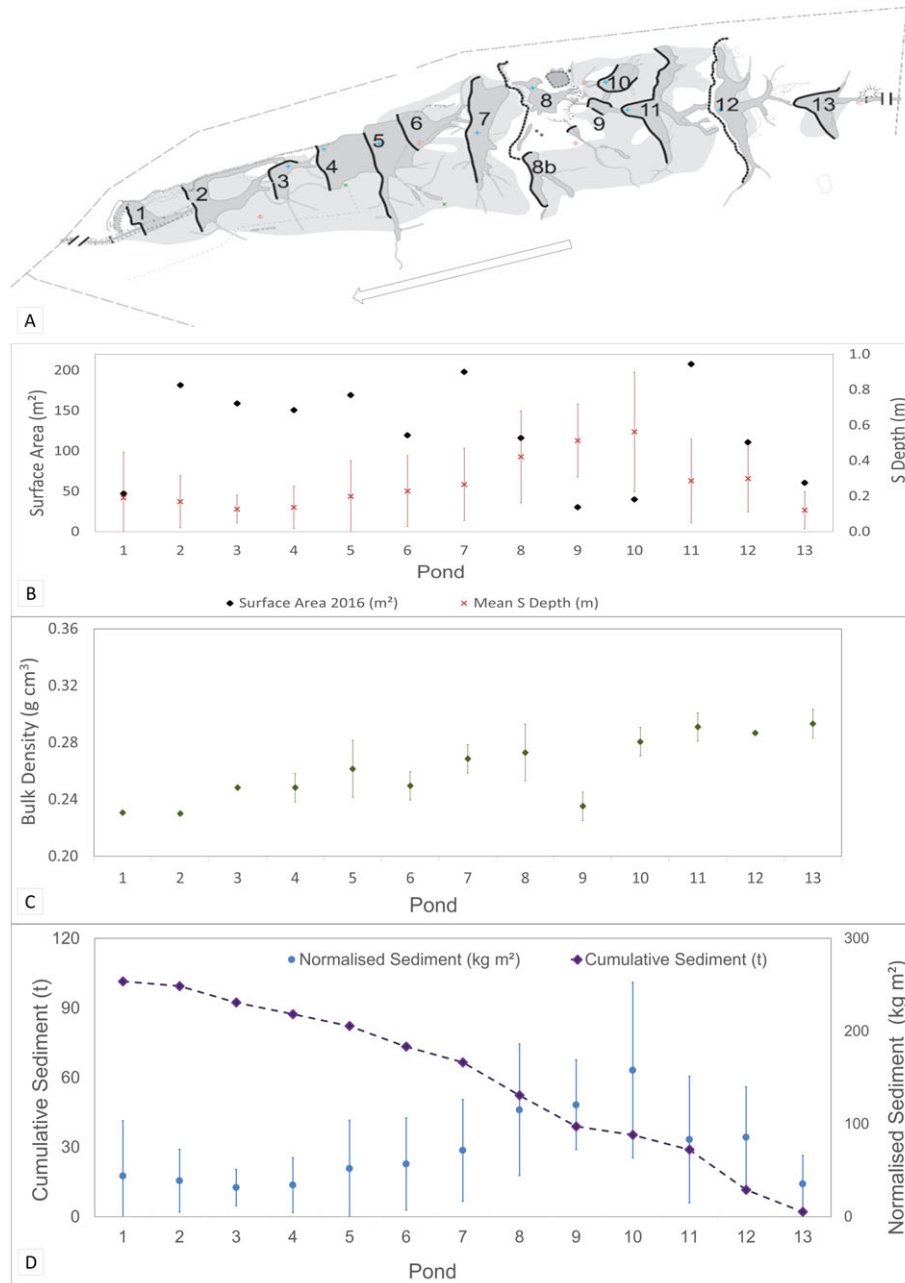 1
2
3
4
5
6
7
8
8b
9
10
11
12
13
A
Surface Area (m²)
200
150
100
50
0
1.0
0.8
0.6
0.4
0.2
0.0
S Depth (m)
1 2 3 4 5 6 7 8 9 10 11 12 13
Pond
B
Surface Area 2016 (m²) Mean S Depth (m)
Bulk Density (g cm³)
0.36
0.32
0.28
0.24
0.20
1 2 3 4 5 6 7 8 9 10 11 12 13
Pond
C
Cumulative Sediment (t)
120
90
60
30
0
Normalised Sediment (kg m²) Cumulative Sediment (t)
300
200
100
0
Normalised Sediment (kg m²)
1 2 3 4 5 6 7 8 9 10 11 12 13
Pond
D